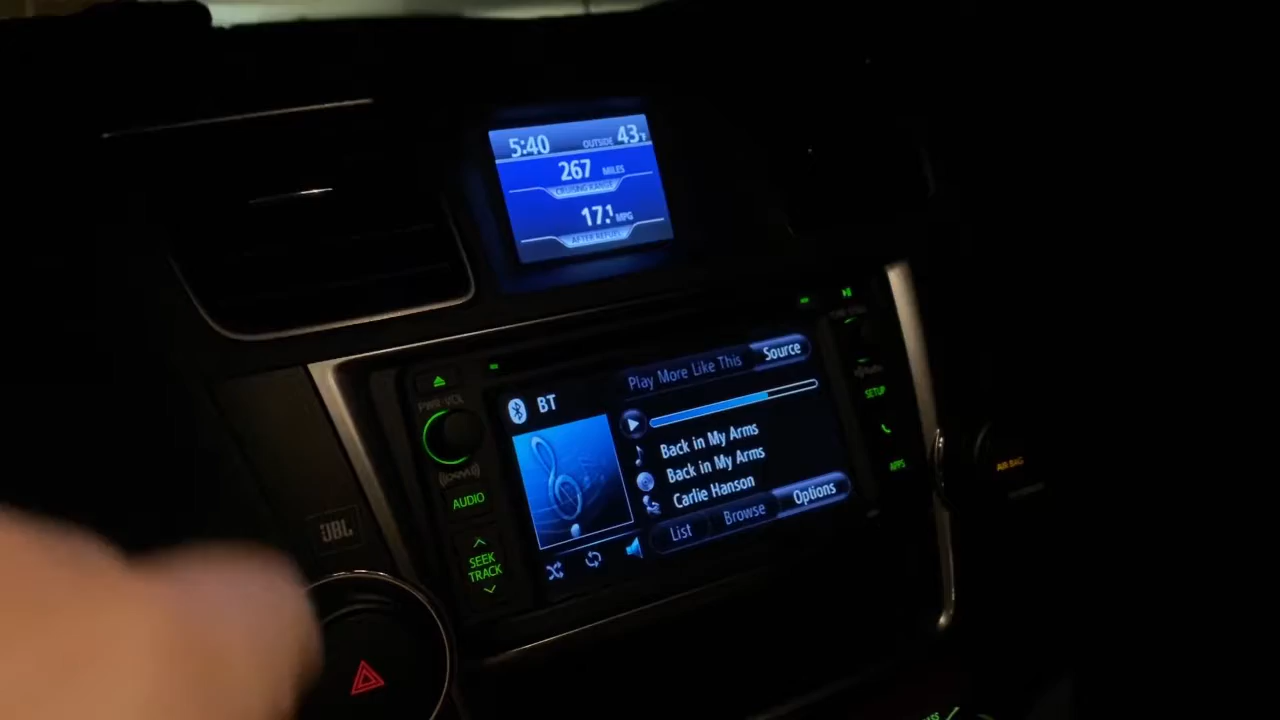 5:40 OUTSIDE 43°F
267 MILES
CRUISING RANGE
17.1 MPG
AFTER REFUEL
Play More Like This Source
BT
PWR·VOL
Back in My Arms
Back in My Arms
Carlie Hanson
List Browse Options
AUDIO
SEEK
TRACK
JBL
SETUP
APPS
AIR BAG